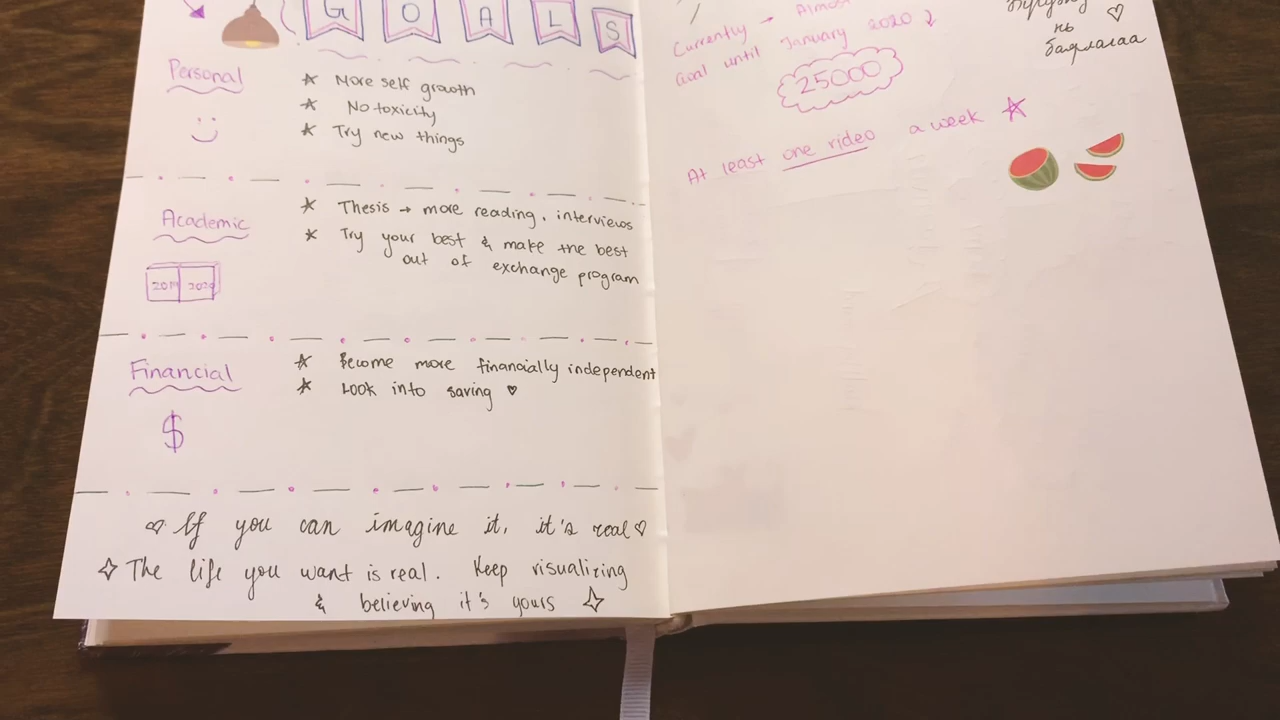 GOALS
Personal
★ More self growth
★ No toxicity
★ Try new things
Academic
★ Thesis → more reading, interviews
★ Try your best & make the best
out of exchange program
2019 2020
Financial
★ Become more financially independent
★ Look into saving ♡
$
♡ If you can imagine it, it's real ♡
✧ The life you want is real. Keep visualizing
& believing it's yours ✧
Currently → Almost
Goal until January 2020 ↓
25000
At least one video a week ☆
нь
баярлалаа